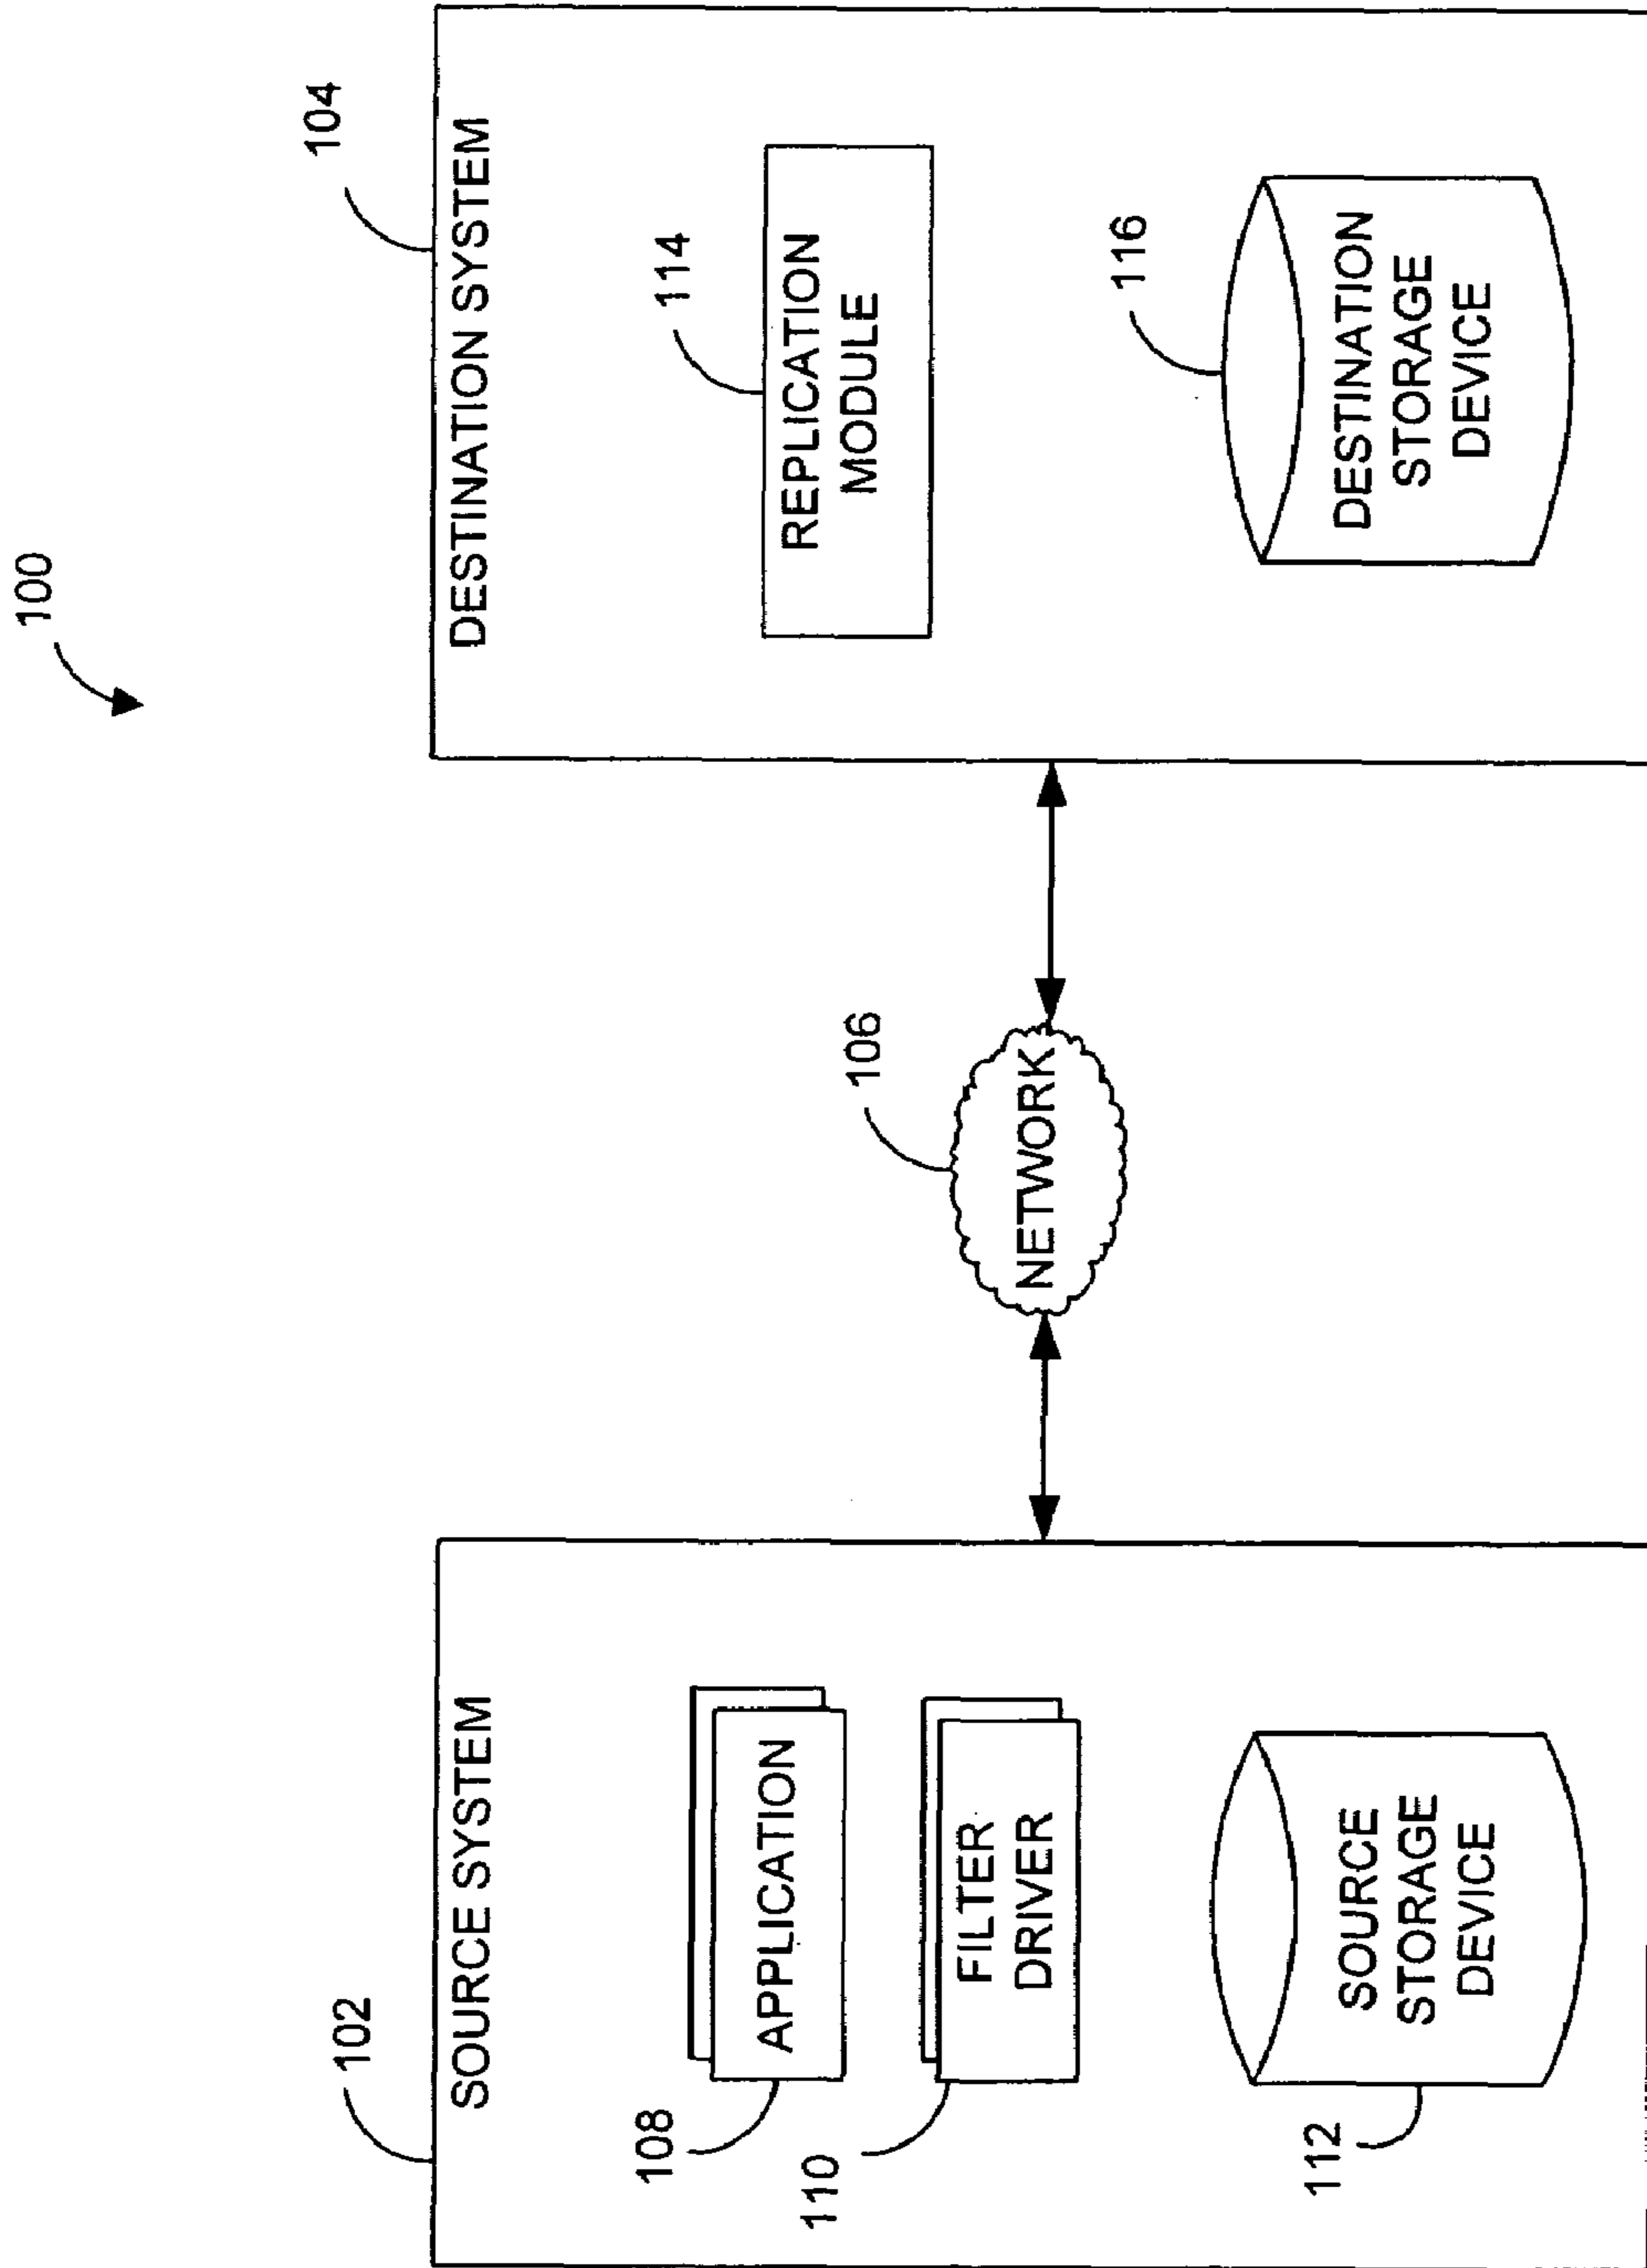 100
102
SOURCE SYSTEM
108
APPLICATION
110
FILTER
DRIVER
112
SOURCE
STORAGE
DEVICE
106
NETWORK
104
DESTINATION SYSTEM
114
REPLICATION
MODULE
116
DESTINATION
STORAGE
DEVICE